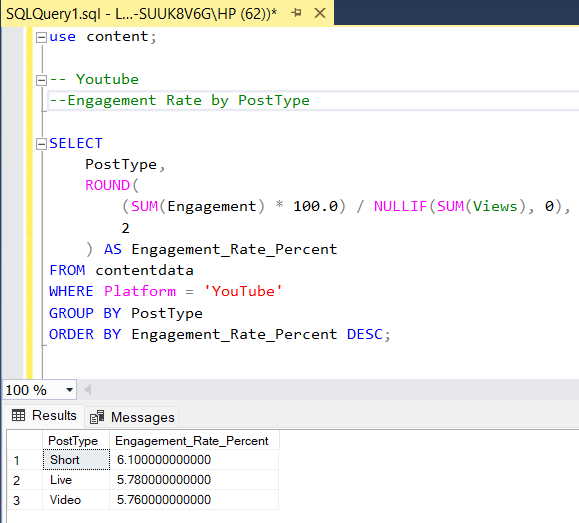 SQLQuery1.sql - L...-SUUK8V6G\HP (62))*
use content;
-- Youtube
--Engagement Rate by PostType
SELECT
PostType,
ROUND(
(SUM(Engagement) * 100.0) / NULLIF(SUM(Views), 0),
2
) AS Engagement_Rate_Percent
FROM contentdata
WHERE Platform = 'YouTube'
GROUP BY PostType
ORDER BY Engagement_Rate_Percent DESC;
100 %
Results Messages
PostType Engagement_Rate_Percent
1 Short 6.100000000000
2 Live 5.780000000000
3 Video 5.760000000000